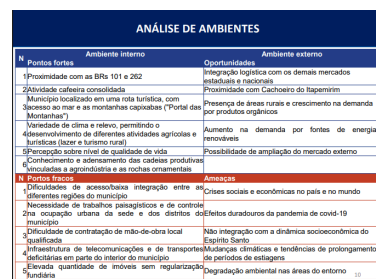 ANÁLISE DE AMBIENTES
N Ambiente interno Ambiente externo
Pontos fortes Oportunidades
1 Proximidade com as BRs 101 e 262 Integração logística com os demais mercados
estaduais e nacionais
2 Atividade cafeeira consolidada Proximidade com Cachoeiro do Itapemirim
Município localizado em uma rota turística, com
3 acesso ao mar e as montanhas capixabas ("Portal das
Montanhas")
Presença de áreas rurais e crescimento na demanda
por produtos orgânicos
Variedade de clima e relevo, permitindo o
4 desenvolvimento de diferentes atividades agrícolas e
turísticas (lazer e turismo rural)
Aumento na demanda por fontes de energia
renováveis
5 Percepção sobre nível de qualidade de vida Possibilidade de ampliação do mercado externo
6 Conhecimento e adensamento das cadeias produtivas
vinculadas a agroindústria e as rochas ornamentais
N Pontos fracos Ameaças
1 Dificuldades de acesso/baixa integração entre as
diferentes regiões do município
Crises sociais e econômicas no país e no mundo
Necessidade de trabalhos paisagísticos e de controle
2 na ocupação urbana da sede e dos distritos do
município
Efeitos duradouros da pandemia de covid-19
3 Dificuldade de contratação de mão-de-obra local
qualificada
Não integração com a dinâmica socioeconômica do
Espírito Santo
4 Infraestrutura de telecomunicações e de transportes
deficitárias em parte do interior do município
Mudanças climáticas e tendências de prolongamento
de períodos de estiagens
5 Elevada quantidade de imóveis sem regularização
fundiária
Degradação ambiental nas áreas do entorno
10